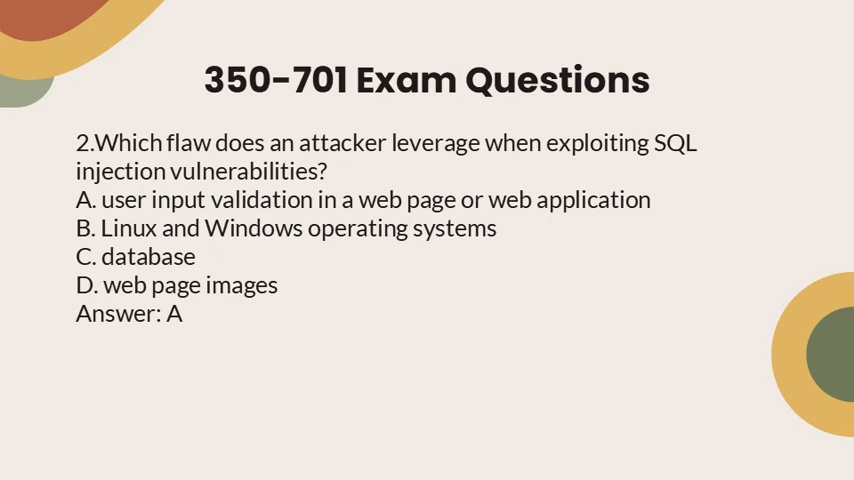 350-701 Exam Questions
2.Which flaw does an attacker leverage when exploiting SQL
injection vulnerabilities?
A. user input validation in a web page or web application
B. Linux and Windows operating systems
C. database
D. web page images
Answer: A